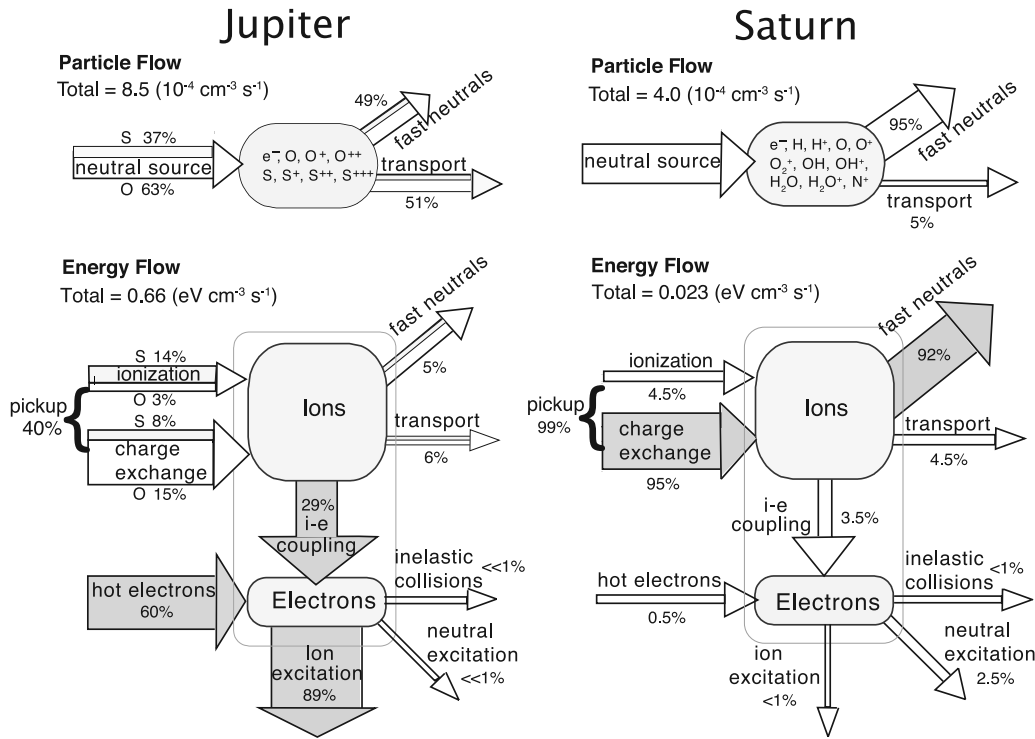 Jupiter
Particle Flow
Total = 8.5 (10⁻⁴ cm⁻³ s⁻¹)
S 37%
neutral source
O 63%
e⁻, O, O⁺, O⁺⁺
S, S⁺, S⁺⁺, S⁺⁺⁺
49%
fast neutrals
transport
51%
Energy Flow
Total = 0.66 (eV cm⁻³ s⁻¹)
pickup
40%
S 14%
ionization
O 3%
S 8%
charge
exchange
O 15%
Ions
fast neutrals
5%
transport
6%
29%
i-e
coupling
hot electrons
60%
Electrons
inelastic
collisions
<<1%
neutral
excitation
<<1%
Ion
excitation
89%
Saturn
Particle Flow
Total = 4.0 (10⁻⁴ cm⁻³ s⁻¹)
neutral source
e⁻, H, H⁺, O, O⁺
O₂⁺, OH, OH⁺,
H₂O, H₂O⁺, N⁺
95%
fast neutrals
transport
5%
Energy Flow
Total = 0.023 (eV cm⁻³ s⁻¹)
pickup
99%
ionization
4.5%
charge
exchange
95%
Ions
fast neutrals
92%
transport
4.5%
i-e
coupling
3.5%
hot electrons
0.5%
Electrons
inelastic
collisions
<1%
neutral
excitation
2.5%
ion
excitation
<1%